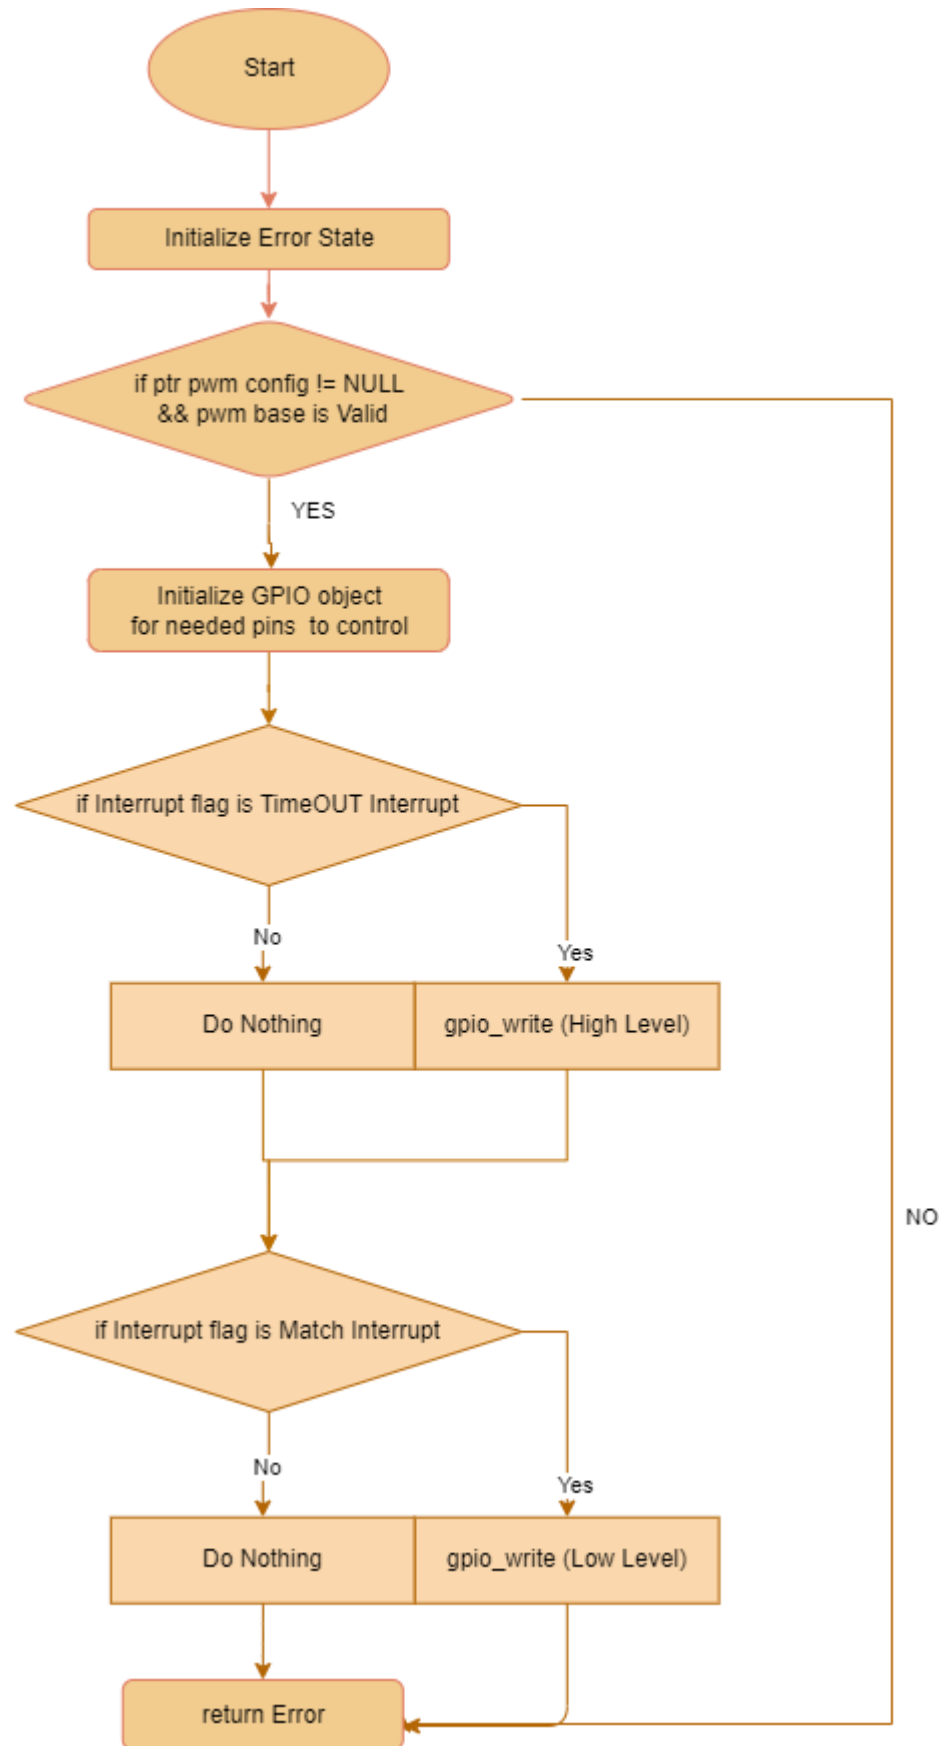 Start
Initialize Error State
if ptr pwm config != NULL
&& pwm base is Valid
YES
Initialize GPIO object
for needed pins  to control
if Interrupt flag is TimeOUT Interrupt
No
Yes
Do Nothing
gpio_write (High Level)
NO
if Interrupt flag is Match Interrupt
No
Yes
Do Nothing
gpio_write (Low Level)
return Error